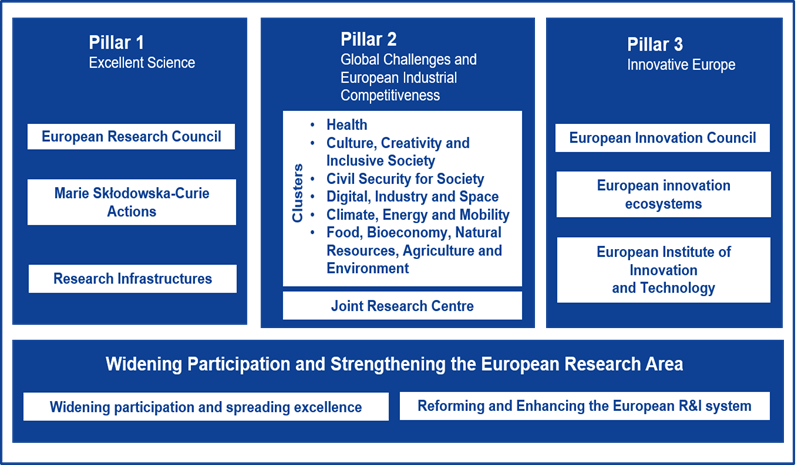 Pillar 1
Excellent Science
European Research Council
Marie Skłodowska-Curie
Actions
Research Infrastructures
Pillar 2
Global Challenges and
European Industrial
Competitiveness
Clusters
• Health
• Culture, Creativity and
Inclusive Society
• Civil Security for Society
• Digital, Industry and Space
• Climate, Energy and Mobility
• Food, Bioeconomy, Natural
Resources, Agriculture and
Environment
Joint Research Centre
Pillar 3
Innovative Europe
European Innovation Council
European innovation
ecosystems
European Institute of
Innovation
and Technology
Widening Participation and Strengthening the European Research Area
Widening participation and spreading excellence
Reforming and Enhancing the European R&I system